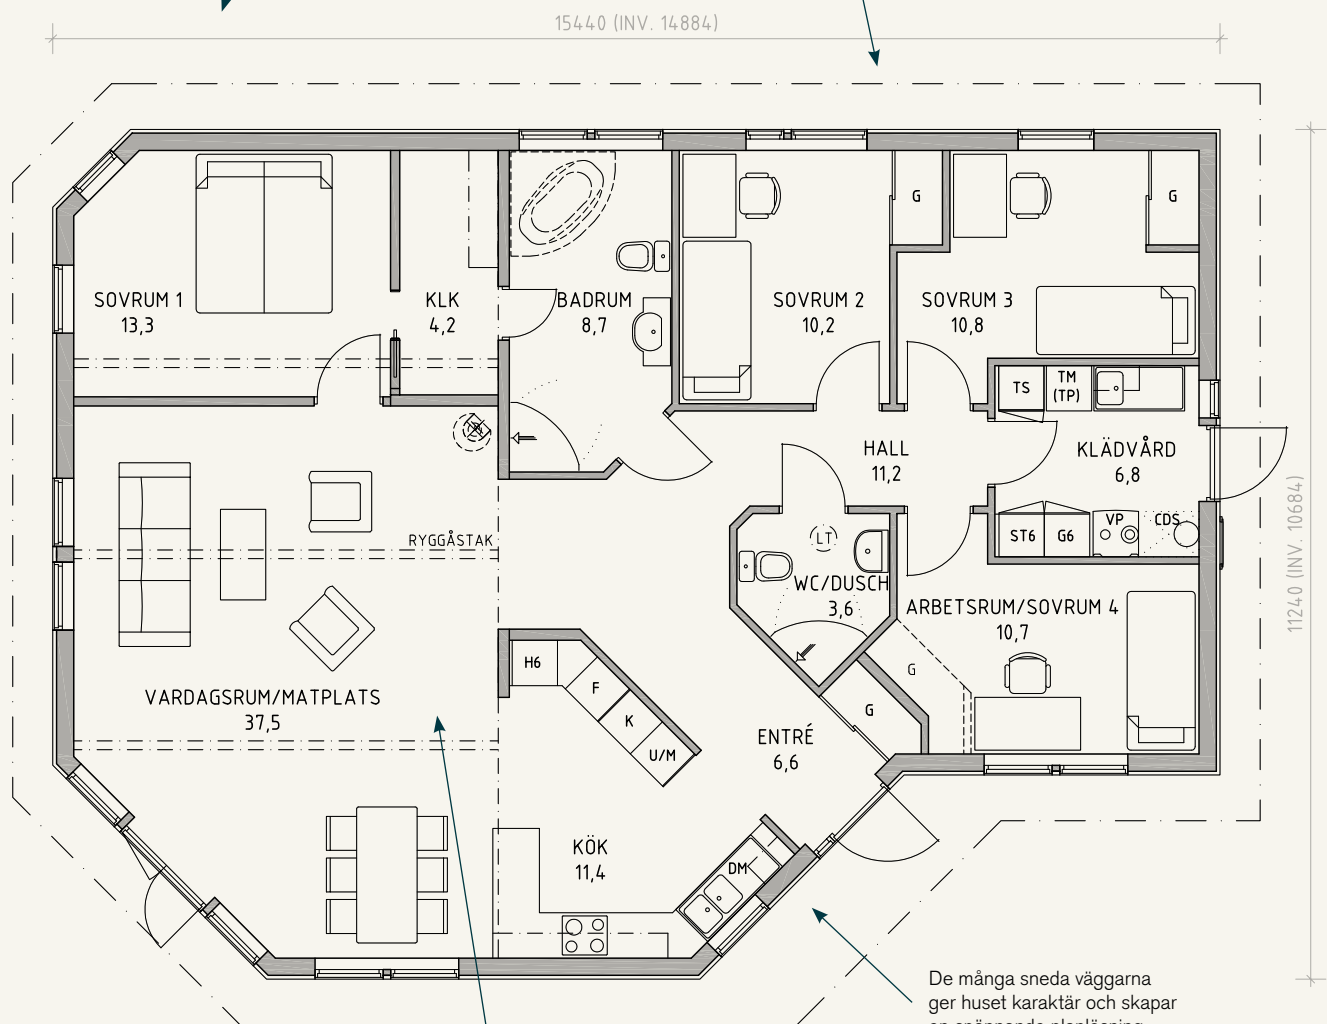 15440 (INV. 14884)
SOVRUM 1
13,3
KLK
4,2
BADRUM
8,7
SOVRUM 2
10,2
G
SOVRUM 3
10,8
G
TS
TM
(TP)
KLÄDVÅRD
6,8
HALL
11,2
ST6
G6
VP
CDS
11240 (INV. 10684)
RYGGÅSTAK
LT
WC/DUSCH
3,6
ARBETSRUM/SOVRUM 4
10,7
G
G
H6
F
K
U/M
VARDAGSRUM/MATPLATS
37,5
ENTRÉ
6,6
KÖK
11,4
DM
De många sneda väggarna
ger huset karaktär och skapar
en spännande planlösning